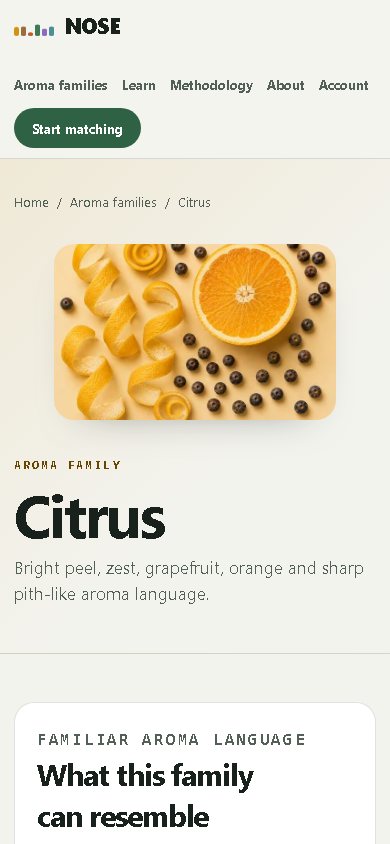 NOSE
Aroma families Learn Methodology About Account
Start matching
Home / Aroma families / Citrus
AROMA FAMILY
Citrus
Bright peel, zest, grapefruit, orange and sharp
pith-like aroma language.
FAMILIAR AROMA LANGUAGE
What this family
can resemble